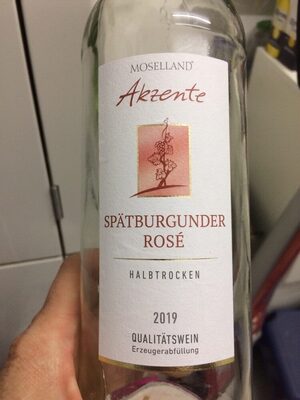 MOSELLAND®
Akzente
SPÄTBURGUNDER
ROSÉ
HALBTROCKEN
2019
QUALITÄTSWEIN
Erzeugerabfüllung